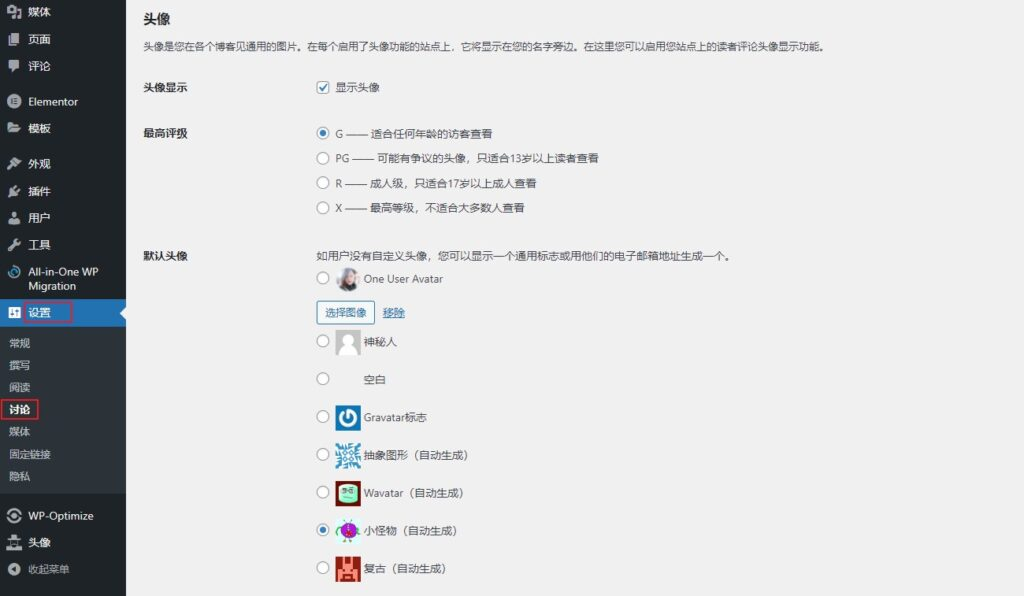 媒体
页面
评论
Elementor
模板
外观
插件
用户
工具
All-in-One WP
Migration
设置
常规
撰写
阅读
讨论
媒体
固定链接
隐私
WP-Optimize
头像
收起菜单
头像
头像是您在各个博客见通用的图片。在每个启用了头像功能的站点上，它将显示在您的名字旁边。在这里您可以启用您站点上的读者评论头像显示功能。
头像显示
显示头像
最高评级
G —— 适合任何年龄的访客查看
PG —— 可能有争议的头像，只适合13岁以上读者查看
R —— 成人级，只适合17岁以上成人查看
X —— 最高等级，不适合大多数人查看
默认头像
如用户没有自定义头像，您可以显示一个通用标志或用他们的电子邮箱地址生成一个。
One User Avatar
选择图像 移除
神秘人
空白
Gravatar标志
抽象图形（自动生成）
Wavatar（自动生成）
小怪物（自动生成）
复古（自动生成）